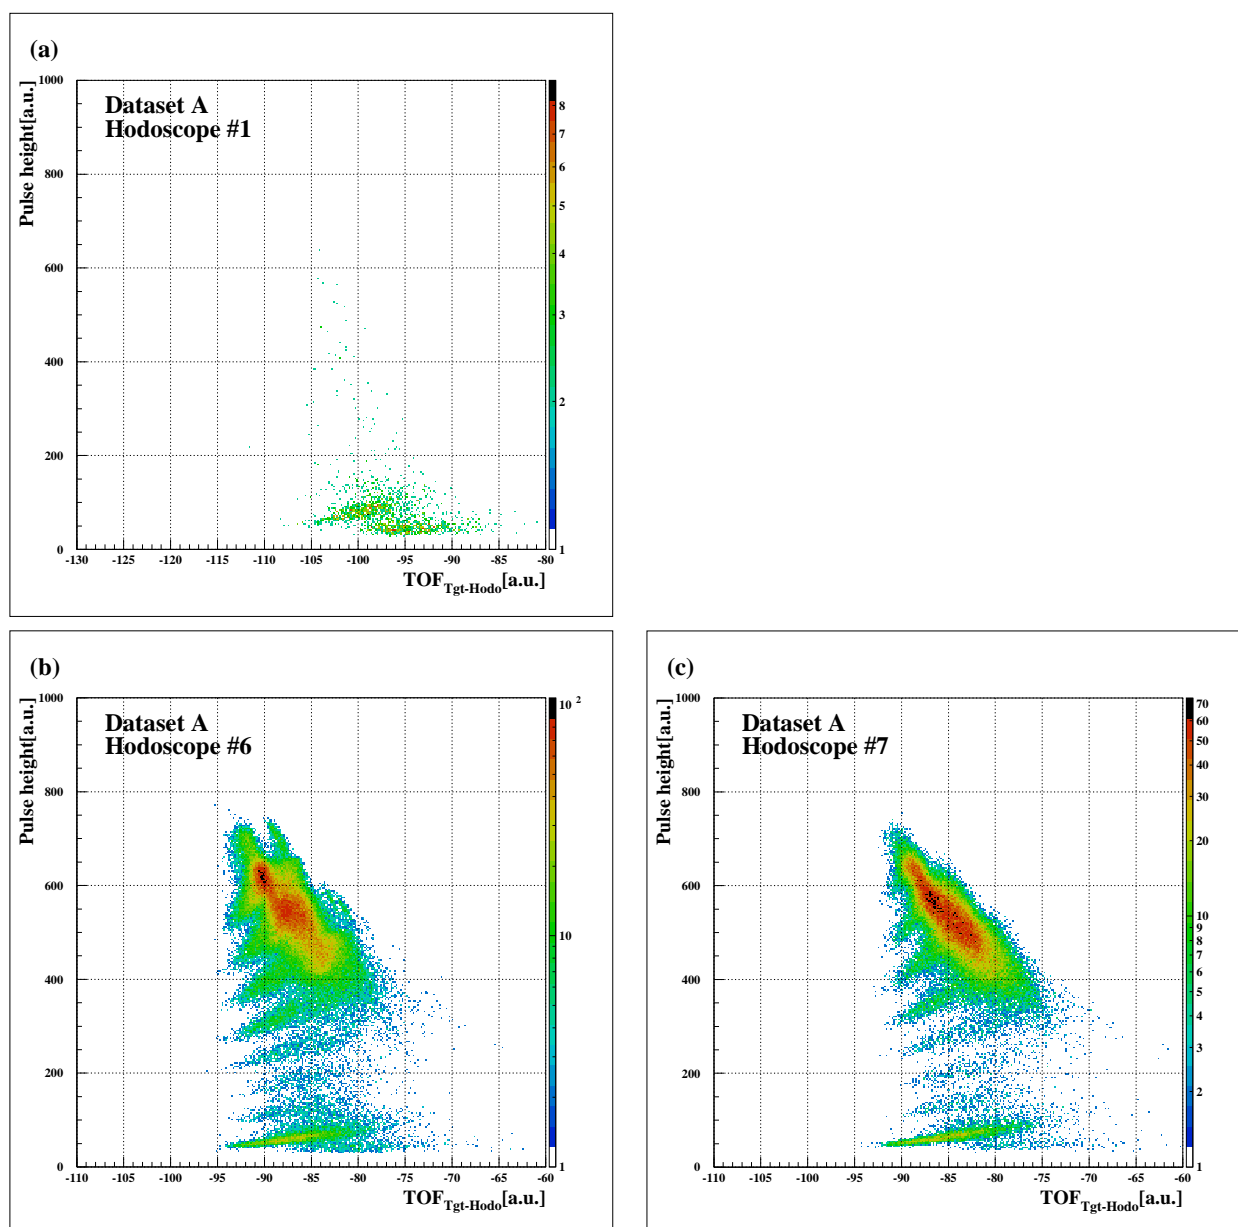 (a)
Pulse height[a.u.]
1000
800
600
400
200
0
Dataset A
Hodoscope #1
8
7
6
5
4
3
2
1
-130 -125 -120 -115 -110 -105 -100 -95 -90 -85 -80
TOF Tgt-Hodo [a.u.]
(b)
Pulse height[a.u.]
1000
800
600
400
200
0
Dataset A
Hodoscope #6
10 2
10
1
-110 -105 -100 -95 -90 -85 -80 -75 -70 -65 -60
TOF Tgt-Hodo [a.u.]
(c)
Pulse height[a.u.]
1000
800
600
400
200
0
Dataset A
Hodoscope #7
70
60
50
40
30
20
10
9
8
7
6
5
4
3
2
1
-110 -105 -100 -95 -90 -85 -80 -75 -70 -65 -60
TOF Tgt-Hodo [a.u.]